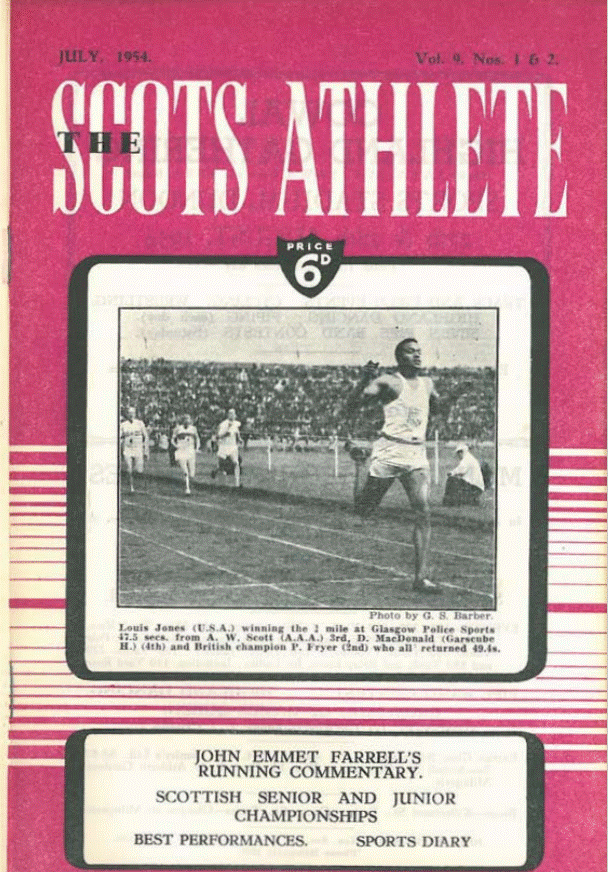 JULY, 1954.
Vol. 9. Nos. 1 & 2.
THE
SCOTS ATHLETE
PRICE
6D
Photo by G. S. Barber.
Louis Jones (U.S.A.) winning the ¼ mile at Glasgow Police Sports
47.5 secs. from A. W. Scott (A.A.A.) 3rd, D. MacDonald (Garscube
H.) (4th) and British champion P. Fryer (2nd) who all returned 49.4s.
JOHN EMMET FARRELL'S
RUNNING COMMENTARY.
SCOTTISH SENIOR AND JUNIOR
CHAMPIONSHIPS
BEST PERFORMANCES. SPORTS DIARY